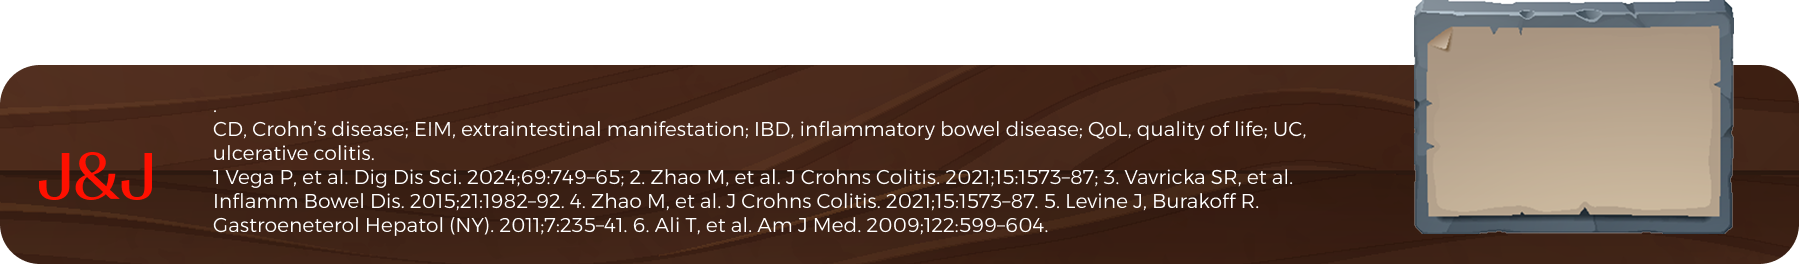 .
CD, Crohn’s disease; EIM, extraintestinal manifestation; IBD, inflammatory bowel disease; QoL, quality of life; UC,
ulcerative colitis.
J&J
1 Vega P, et al. Dig Dis Sci. 2024;69:749–65; 2. Zhao M, et al. J Crohns Colitis. 2021;15:1573–87; 3. Vavricka SR, et al.
Inflamm Bowel Dis. 2015;21:1982–92. 4. Zhao M, et al. J Crohns Colitis. 2021;15:1573–87. 5. Levine J, Burakoff R.
Gastroeneterol Hepatol (NY). 2011;7:235–41. 6. Ali T, et al. Am J Med. 2009;122:599–604.